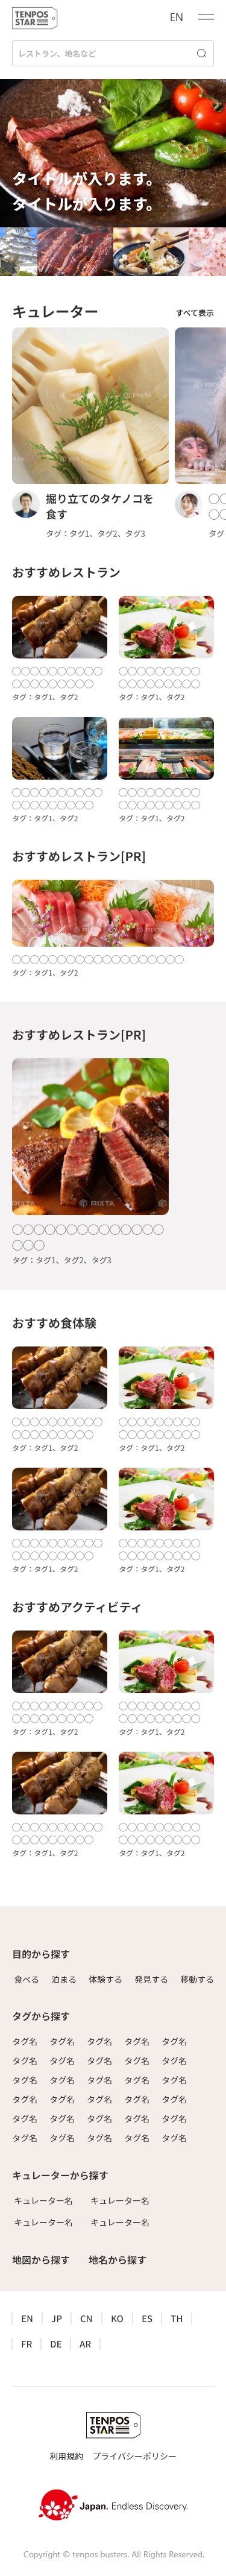 TENPOS
STAR
EN
レストラン、地名など
タイトルが入ります。
タイトルが入ります。
キュレーター
すべて表示
掘り立てのタケノコを
食す
タグ：タグ1、タグ2、タグ3
◯◯
◯◯
タグ
おすすめレストラン
◯◯◯◯◯◯◯◯◯◯
◯◯◯◯◯◯◯◯◯
タグ：タグ1、タグ2
◯◯◯◯◯◯◯◯◯
◯◯◯◯◯◯◯◯◯
タグ：タグ1、タグ2
◯◯◯◯◯◯◯◯◯◯
◯◯◯◯◯◯◯◯◯
タグ：タグ1、タグ2
◯◯◯◯◯◯◯◯◯
◯◯◯◯◯◯◯◯◯
タグ：タグ1、タグ2
おすすめレストラン[PR]
◯◯◯◯◯◯◯◯◯◯◯◯◯◯◯◯◯◯◯
タグ：タグ1、タグ2
おすすめレストラン[PR]
PIXTA
◯◯◯◯◯◯◯◯◯◯◯◯◯◯
◯◯◯
タグ：タグ1、タグ2、タグ3
おすすめ食体験
◯◯◯◯◯◯◯◯◯◯
◯◯◯◯◯◯◯◯◯
タグ：タグ1、タグ2
◯◯◯◯◯◯◯◯◯
◯◯◯◯◯◯◯◯◯
タグ：タグ1、タグ2
◯◯◯◯◯◯◯◯◯◯
◯◯◯◯◯◯◯◯◯
タグ：タグ1、タグ2
◯◯◯◯◯◯◯◯◯
◯◯◯◯◯◯◯◯◯
タグ：タグ1、タグ2
おすすめアクティビティ
◯◯◯◯◯◯◯◯◯◯
◯◯◯◯◯◯◯◯◯
タグ：タグ1、タグ2
◯◯◯◯◯◯◯◯◯
◯◯◯◯◯◯◯◯◯
タグ：タグ1、タグ2
◯◯◯◯◯◯◯◯◯◯
◯◯◯◯◯◯◯◯◯
タグ：タグ1、タグ2
◯◯◯◯◯◯◯◯◯
◯◯◯◯◯◯◯◯◯
タグ：タグ1、タグ2
目的から探す
食べる 泊まる 体験する 発見する 移動する
タグから探す
タグ名 タグ名 タグ名 タグ名 タグ名
タグ名 タグ名 タグ名 タグ名 タグ名
タグ名 タグ名 タグ名 タグ名 タグ名
タグ名 タグ名 タグ名 タグ名 タグ名
タグ名 タグ名 タグ名 タグ名 タグ名
タグ名 タグ名 タグ名 タグ名 タグ名
キュレーターから探す
キュレーター名 キュレーター名
キュレーター名 キュレーター名
地図から探す 地名から探す
EN JP CN KO ES TH
FR DE AR
TENPOS
STAR
利用規約 プライバシーポリシー
Japan. Endless Discovery.
Copyright © tenpos busters. All Rights Reserved.